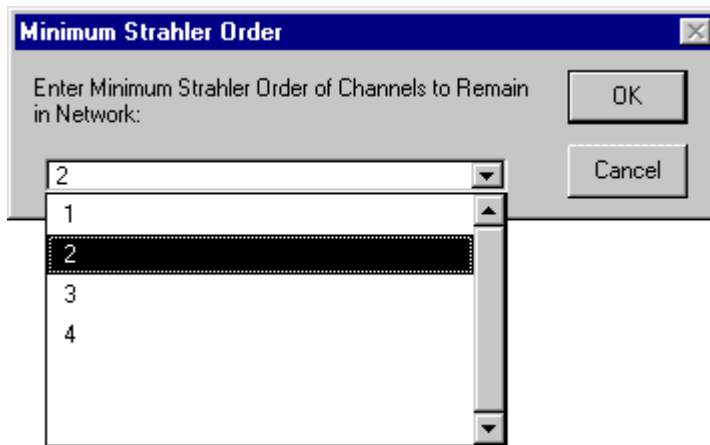 Minimum Strahler Order
Enter Minimum Strahler Order of Channels to Remain
in Network:
OK
Cancel
2
1
2
3
4